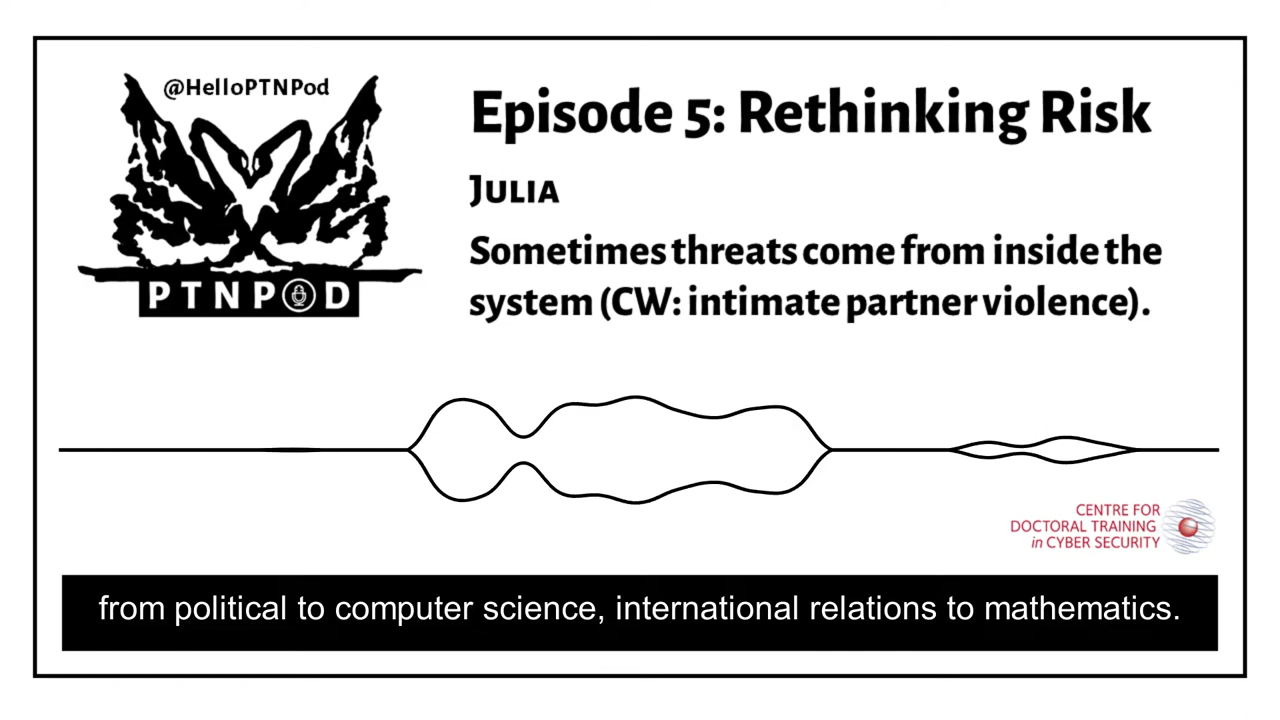 @HelloPTNPod
PTNPOD
Episode 5: Rethinking Risk
Julia
Sometimes threats come from inside the
system (CW: intimate partner violence).
CENTRE FOR
DOCTORAL TRAINING
in CYBER SECURITY
from political to computer science, international relations to mathematics.